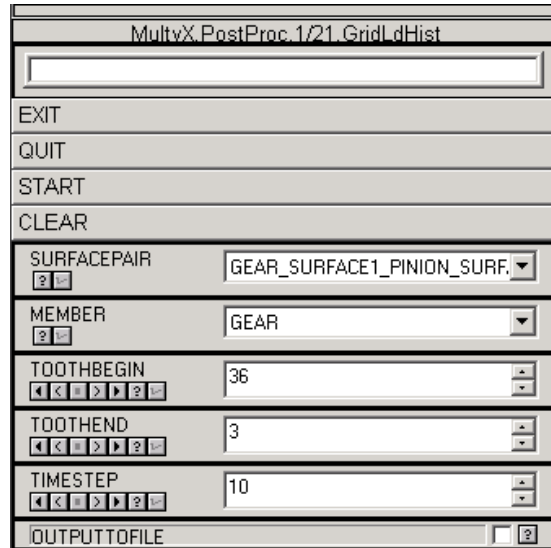 MultyX.PostProc.1/21.GridLdHist
EXIT
QUIT
START
CLEAR
SURFACEPAIR
GEAR_SURFACE1_PINION_SURF.
?
MEMBER
GEAR
?
TOOTHBEGIN
36
?
TOOTHEND
3
?
TIMESTEP
10
?
OUTPUTTOFILE
?